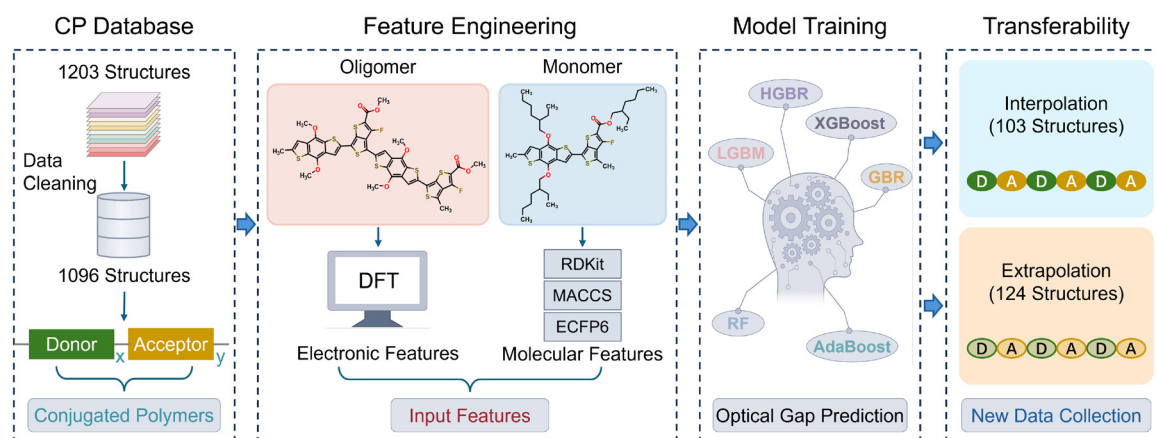 CP Database
Feature Engineering
Model Training
Transferability
1203 Structures
Data
Cleaning
1096 Structures
Donor
x
Acceptor
y
Conjugated Polymers
Oligomer
Monomer
DFT
RDKit
MACCS
ECFP6
Electronic Features
Molecular Features
Input Features
HGBR
XGBoost
LGBM
GBR
RF
AdaBoost
Optical Gap Prediction
Interpolation
(103 Structures)
D A D A D A
Extrapolation
(124 Structures)
D A D A D A
New Data Collection